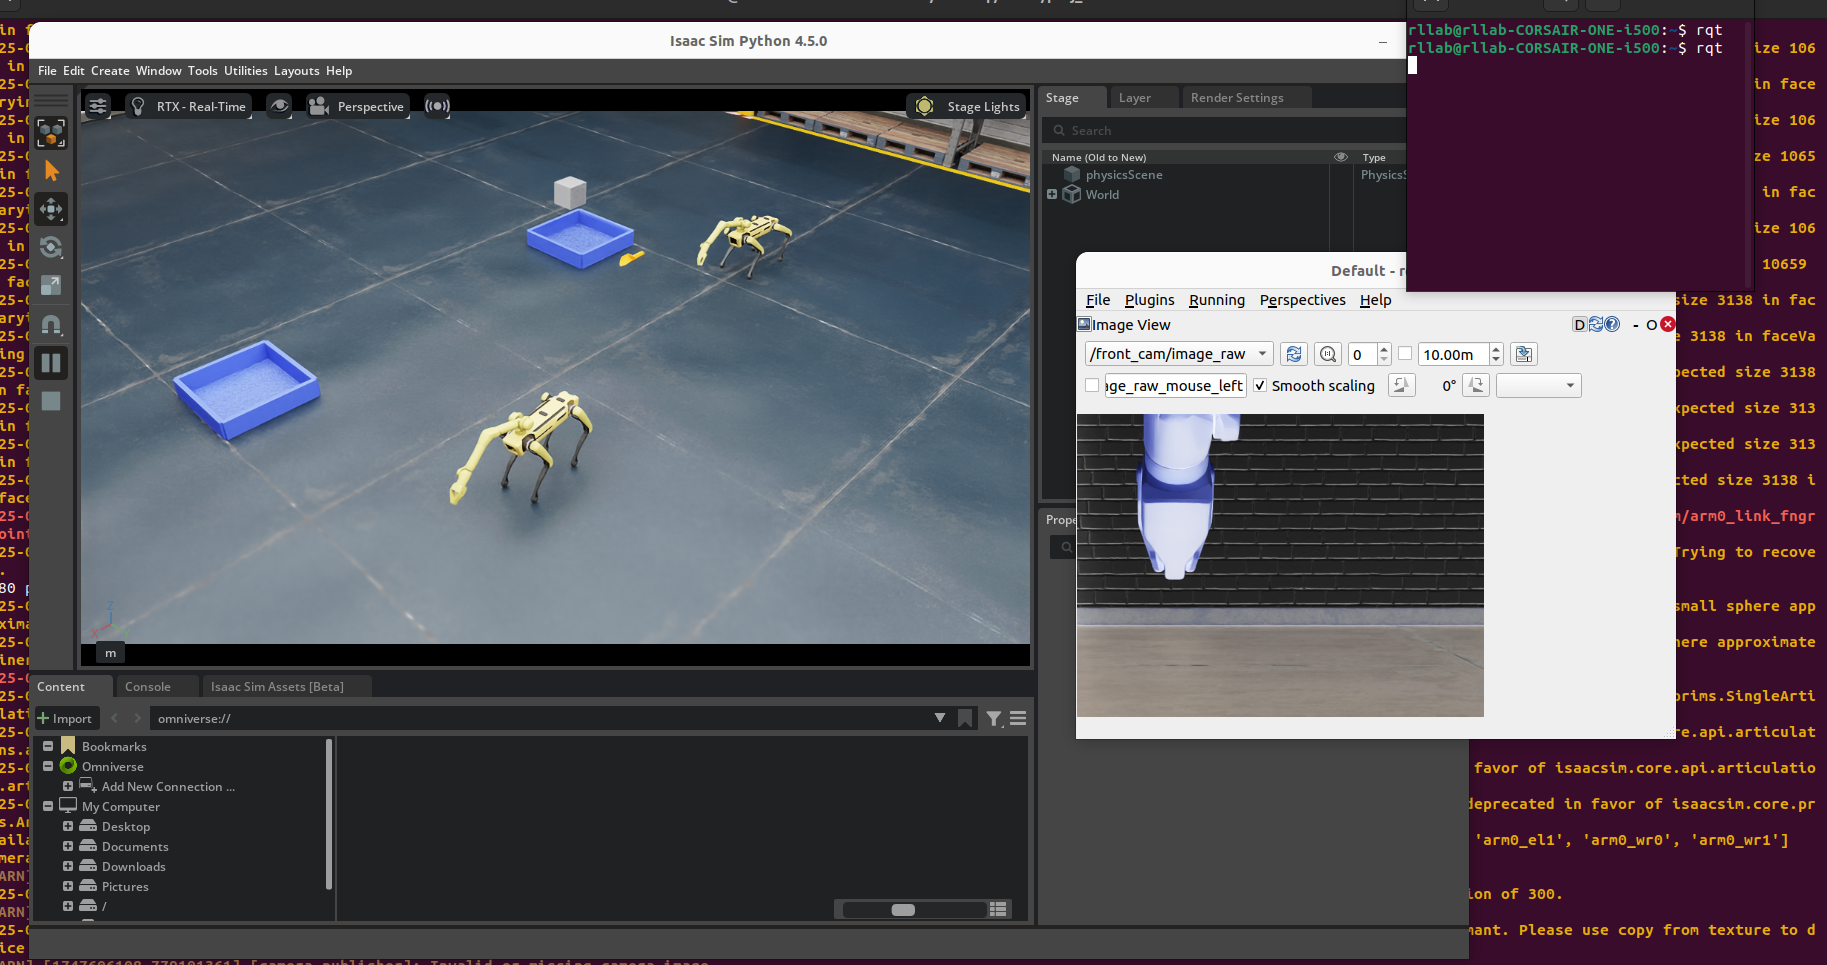 Isaac Sim Python 4.5.0
File Edit Create Window Tools Utilities Layouts Help
RTX - Real-Time
Perspective
Stage Lights
m
Stage
Layer
Render Settings
Search
Name (Old to New)
Type
physicsScene
PhysicsS
World
Content
Console
Isaac Sim Assets [Beta]
Import
omniverse://
Bookmarks
Omniverse
Add New Connection ...
My Computer
Desktop
Documents
Downloads
Pictures
/
Prope
rllab@rllab-CORSAIR-ONE-i500:~$ rqt
rllab@rllab-CORSAIR-ONE-i500:~$ rqt
Default - r
File Plugins Running Perspectives Help
Image View
D
- O
/front_cam/image_raw
0
10.00m
age_raw_mouse_left
Smooth scaling
0°
ize 106
in face
ize 106
ze 1065
in fac
ize 106
10659
size 3138 in fac
3138 in faceVa
pected size 3138
xpected size 313
xpected size 313
cted size 3138 i
m/arm0_link_fngr
Trying to recove
small sphere app
here approximate
prims.SingleArti
re.api.articulat
favor of isaacsim.core.api.articulatio
deprecated in favor of isaacsim.core.pr
'arm0_el1', 'arm0_wr0', 'arm0_wr1']
ion of 300.
mant. Please use copy from texture to d